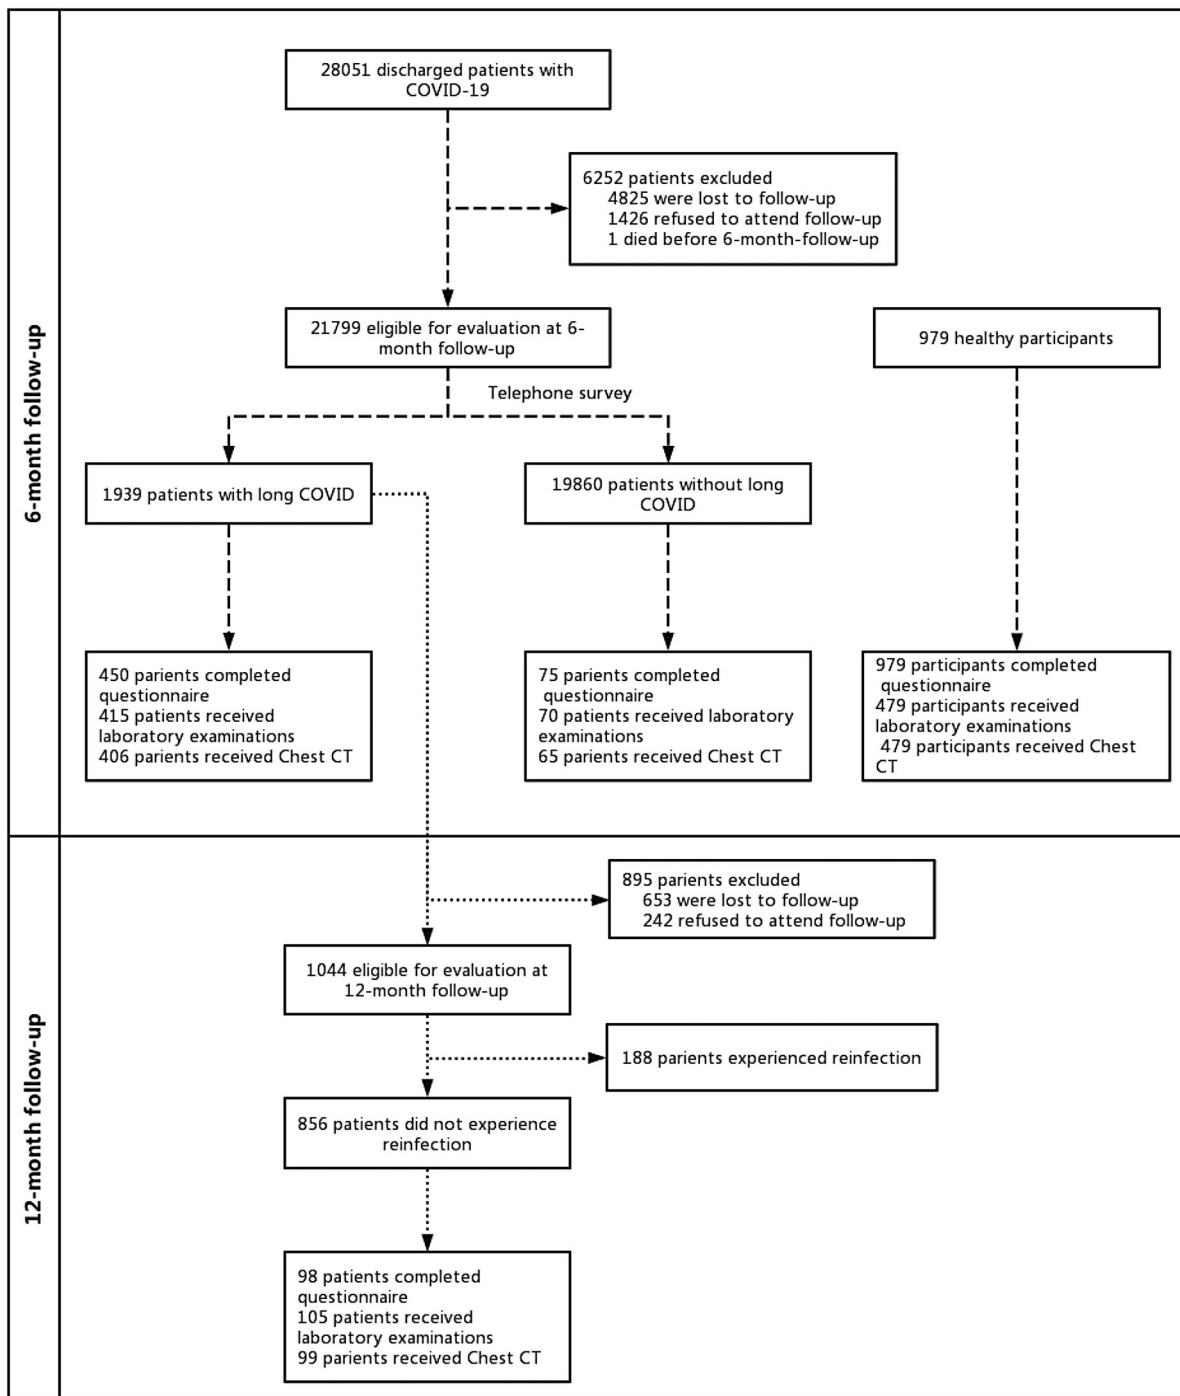 28051 discharged patients with
COVID-19
6252 patients excluded
4825 were lost to follow-up
1426 refused to attend follow-up
1 died before 6-month-follow-up
21799 eligible for evaluation at 6-
month follow-up
979 healthy participants
Telephone survey
6-month follow-up
1939 patients with long COVID
19860 patients without long
COVID
450 parients completed
questionnaire
415 patients received
laboratory examinations
406 parients received Chest CT
75 parients completed
questionnaire
70 patients received laboratory
examinations
65 parients received Chest CT
979 participants completed
questionnaire
479 participants received
laboratory examinations
479 participants received Chest
CT
895 parients excluded
653 were lost to follow-up
242 refused to attend follow-up
1044 eligible for evaluation at
12-month follow-up
12-month follow-up
188 parients experienced reinfection
856 patients did not experience
reinfection
98 patients completed
questionnaire
105 patients received
laboratory examinations
99 parients received Chest CT